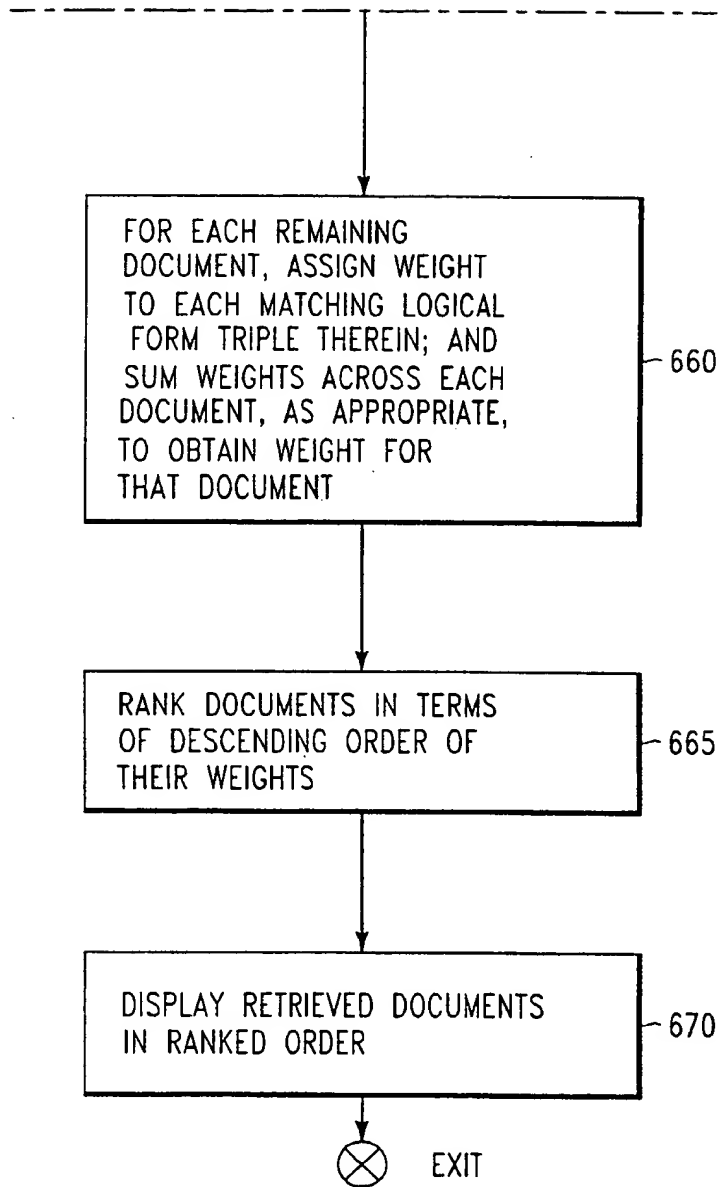 FOR EACH REMAINING
DOCUMENT, ASSIGN WEIGHT
TO EACH MATCHING LOGICAL
FORM TRIPLE THEREIN; AND
SUM WEIGHTS ACROSS EACH
DOCUMENT, AS APPROPRIATE,
TO OBTAIN WEIGHT FOR
THAT DOCUMENT
660
RANK DOCUMENTS IN TERMS
OF DESCENDING ORDER OF
THEIR WEIGHTS
665
DISPLAY RETRIEVED DOCUMENTS
IN RANKED ORDER
670
EXIT